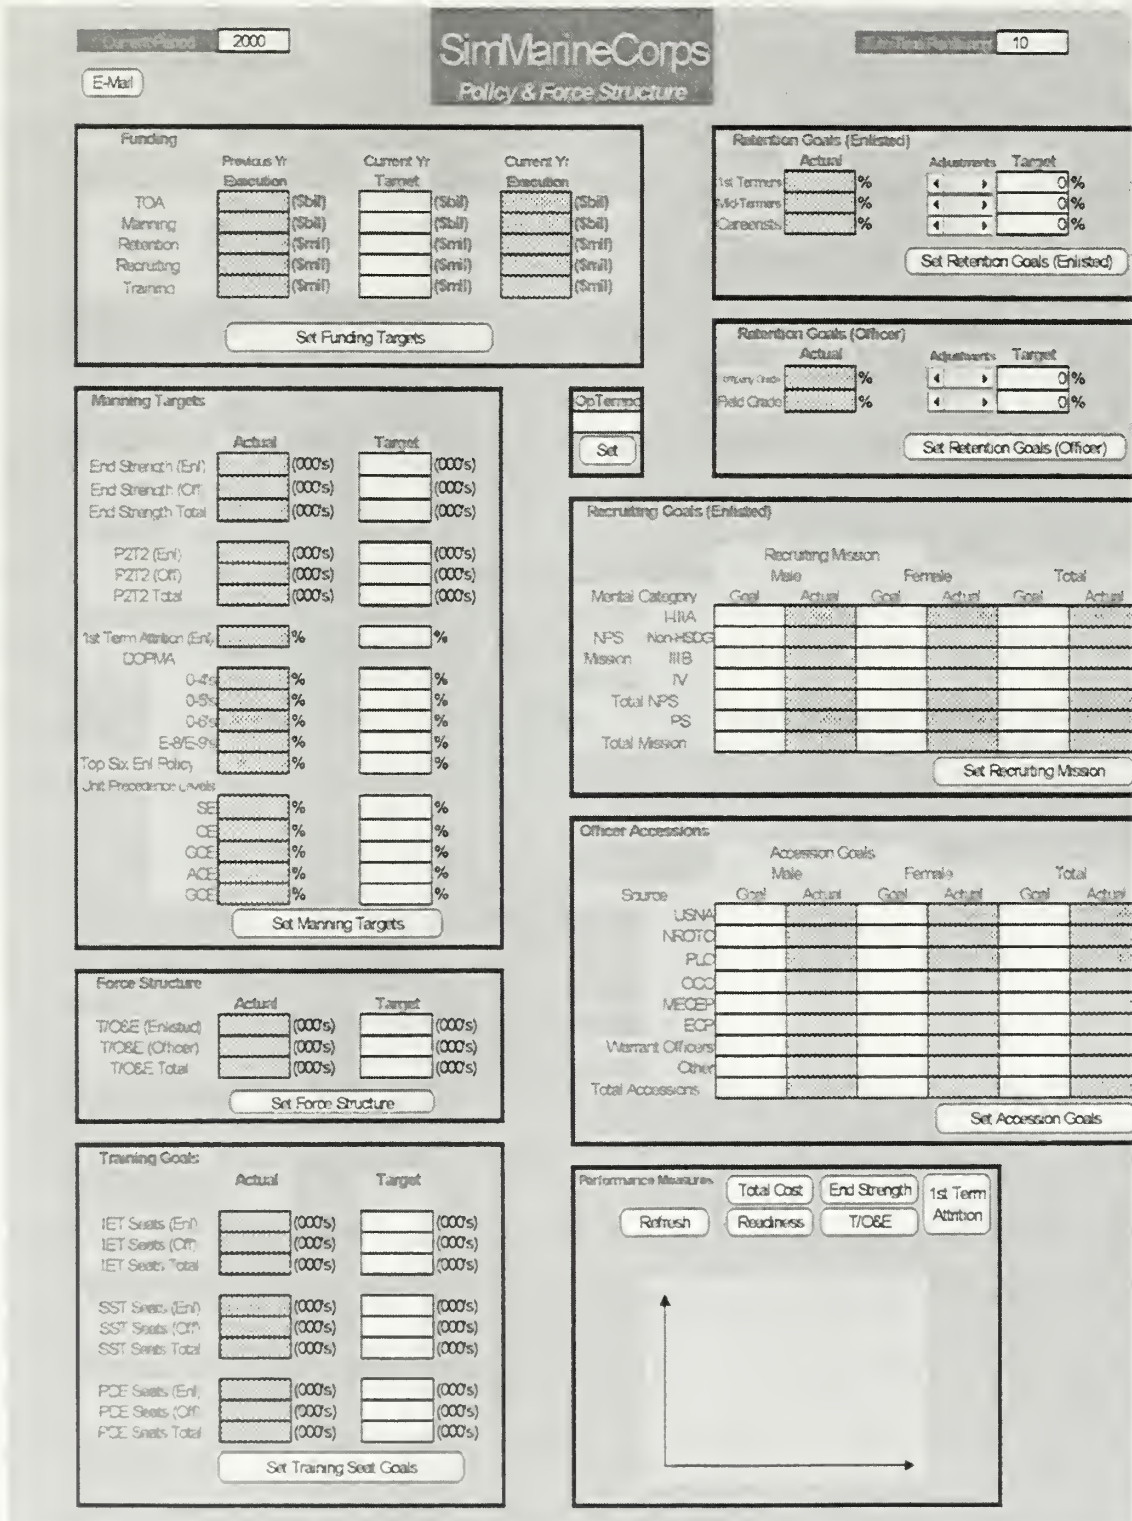 Current Period 2000
SimMarineCorps
Policy & Force Structure
10
E-Mail
Funding
Previous Yr Current Yr Current Yr
Execution Target Execution
TOA ($bil) ($bil) ($bil)
Manning ($bil) ($bil) ($bil)
Retention ($mil) ($mil) ($mil)
Recruiting ($mil) ($mil) ($mil)
Training ($mil) ($mil) ($mil)
Set Funding Targets
Retention Goals (Enlisted)
Actual Adjustments Target
1st Termers % 0 %
Mid-Termers % 0 %
Careerists % 0 %
Set Retention Goals (Enlisted)
Retention Goals (Officer)
Actual Adjustments Target
Company Grade % 0 %
Field Grade % 0 %
Set Retention Goals (Officer)
Manning Targets
Actual Target
End Strength (Enl) (000's) (000's)
End Strength (Off (000's) (000's)
End Strength Total (000's) (000's)
P2T2 (Enl) (000's) (000's)
P2T2 (Off) (000's) (000's)
P2T2 Total (000's) (000's)
1st Term Attrition (Enl) % %
DOPMA
0-4's % %
0-5's % %
0-6's % %
E-8/E-9's % %
Top Six Enl Policy % %
Unit Precedence Levels
SE % %
CE % %
GCE % %
ACE % %
GCE % %
Set Manning Targets
OpTempo
Set
Recruiting Goals (Enlisted)
Recruiting Mission
Male Female Total
Mental Category Goal Actual Goal Actual Goal Actual
I-IIIA
NPS Non-HSDG
Mission IIIB
IV
Total NPS
PS
Total Mission
Set Recruiting Mission
Officer Accessions
Accession Goals
Male Female Total
Source Goal Actual Goal Actual Goal Actual
USNA
NROTC
PLC
OCC
MECEP
ECP
Warrant Officers
Other
Total Accessions
Set Accession Goals
Force Structure
Actual Target
T/O&E (Enlisted) (000's) (000's)
T/O&E (Officer) (000's) (000's)
T/O&E Total (000's) (000's)
Set Force Structure
Training Goals
Actual Target
IET Seats (Enl) (000's) (000's)
IET Seats (Off) (000's) (000's)
IET Seats Total (000's) (000's)
SST Seats (Enl) (000's) (000's)
SST Seats (Off) (000's) (000's)
SST Seats Total (000's) (000's)
PCE Seats (Enl) (000's) (000's)
PCE Seats (Off) (000's) (000's)
PCE Seats Total (000's) (000's)
Set Training Seat Goals
Performance Measures
Total Cost End Strength 1st Term Attrition
Refresh Readiness T/O&E